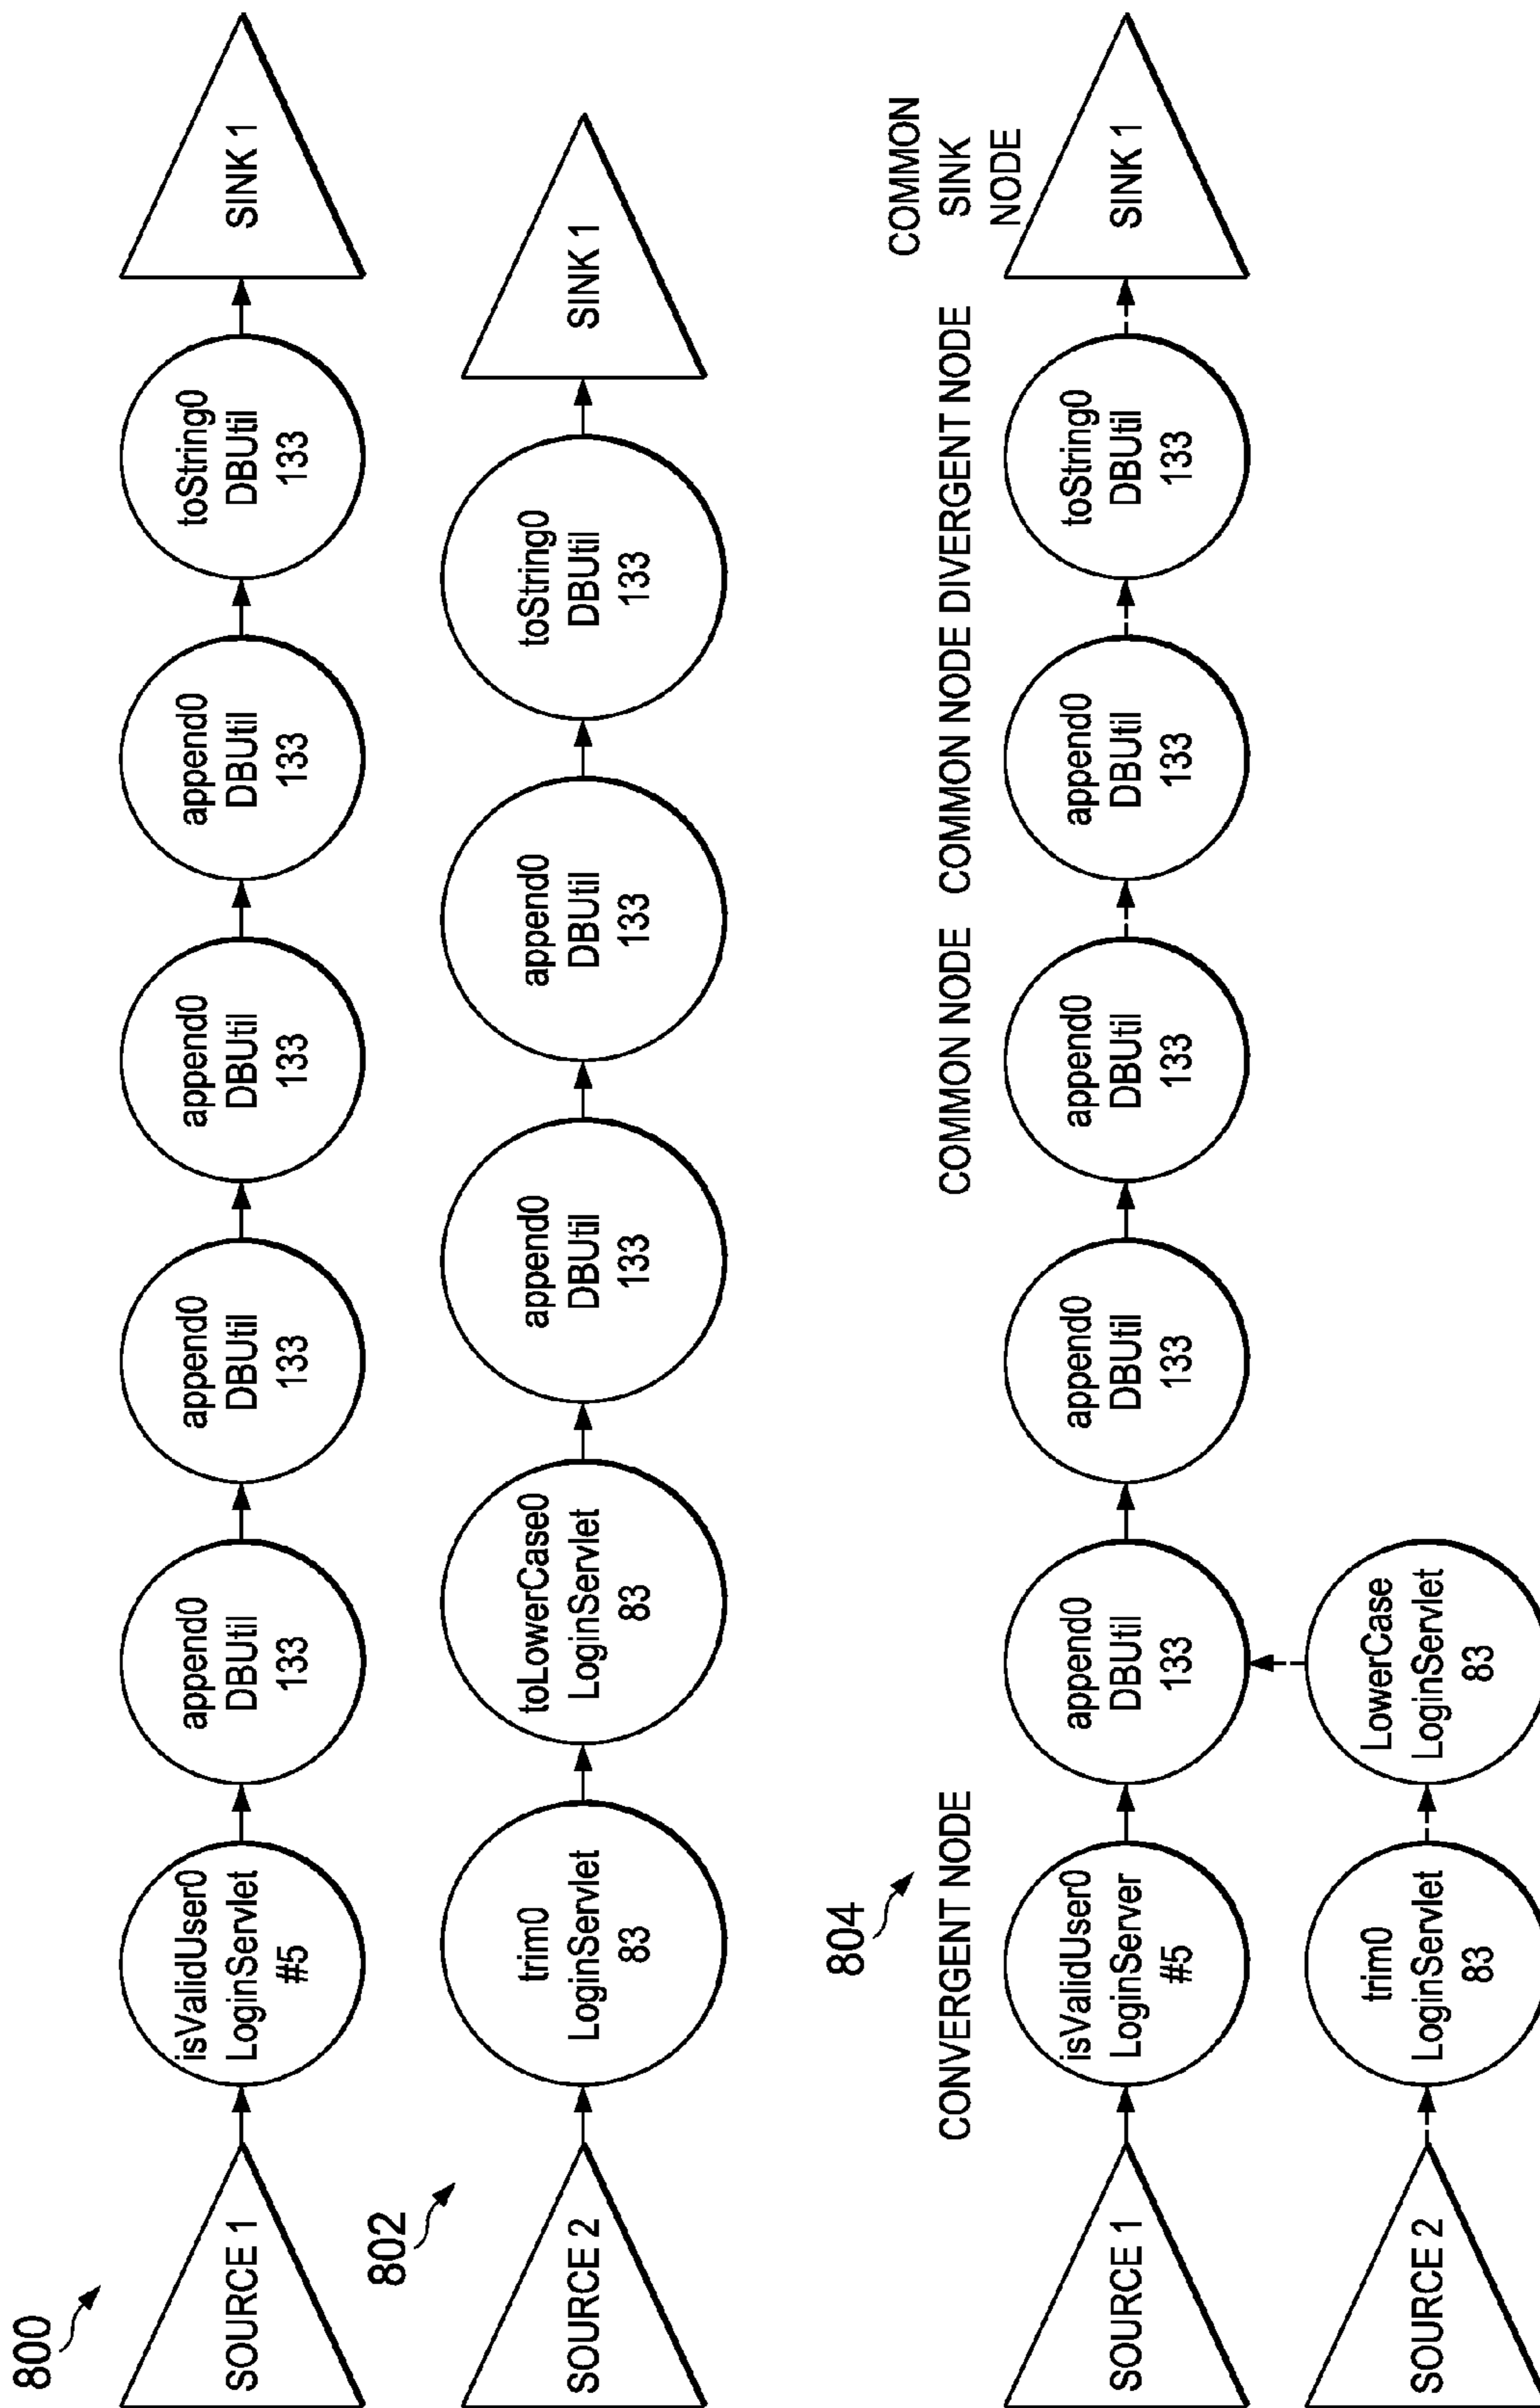 800
SOURCE 1
isValidUser0
LoginServlet
#5
append0
DBUtil
133
append0
DBUtil
133
append0
DBUtil
133
append0
DBUtil
133
toString0
DBUtil
133
SINK 1
802
SOURCE 2
trim0
LoginServlet
83
toLowerCase0
LoginServlet
83
append0
DBUtil
133
append0
DBUtil
133
toString0
DBUtil
133
SINK 1
804
CONVERGENT NODE
COMMON NODE
COMMON NODE
DIVERGENT NODE
COMMON
SINK
NODE
SOURCE 1
isValidUser0
LoginServer
#5
append0
DBUtil
133
append0
DBUtil
133
append0
DBUtil
133
append0
DBUtil
133
toString0
DBUtil
133
SINK 1
SOURCE 2
trim0
LoginServlet
83
LowerCase
LoginServlet
83